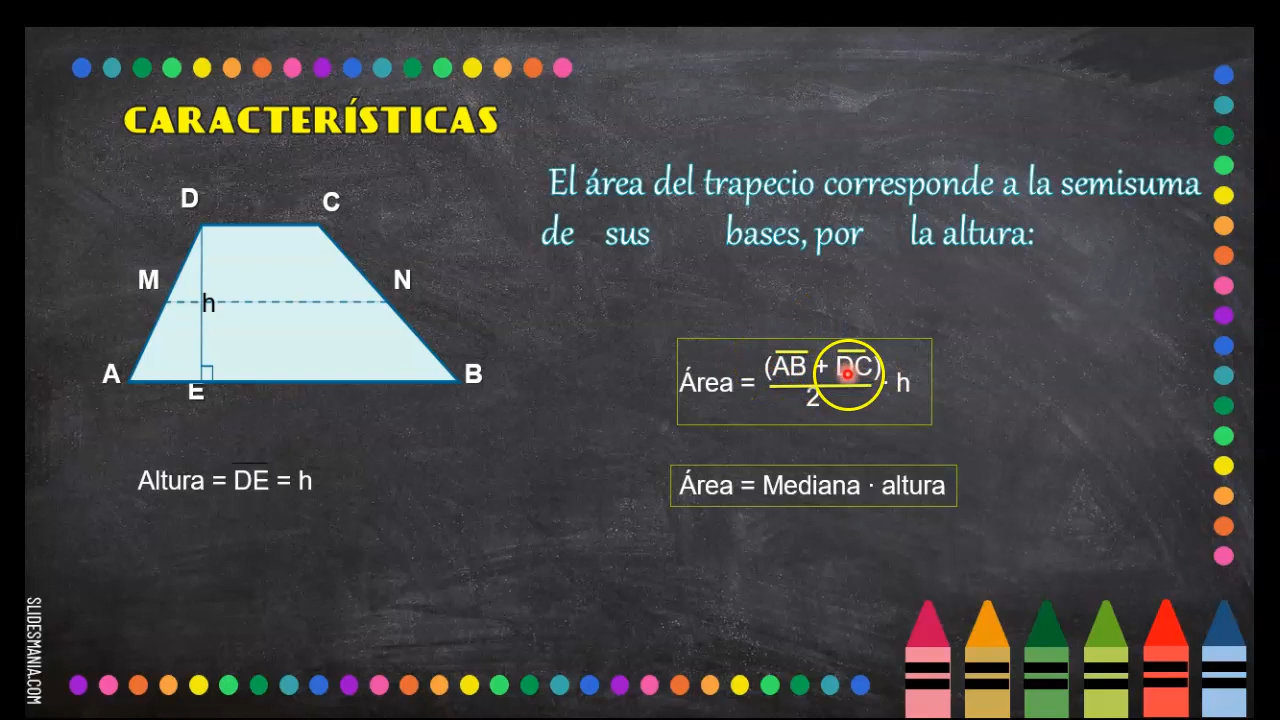 CARACTERÍSTICAS
El área del trapecio corresponde a la semisuma
de sus bases, por la altura:
D C
M N
h
A B
E
Área = (AB + DC) / 2 · h
Altura = DE = h
Área = Mediana · altura
SLIDESMANIA.COM